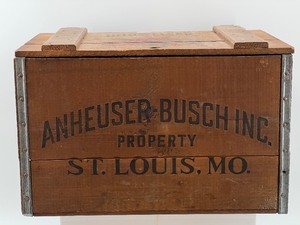 ANHEUSER-BUSCH INC.
PROPERTY
ST. LOUIS, MO.